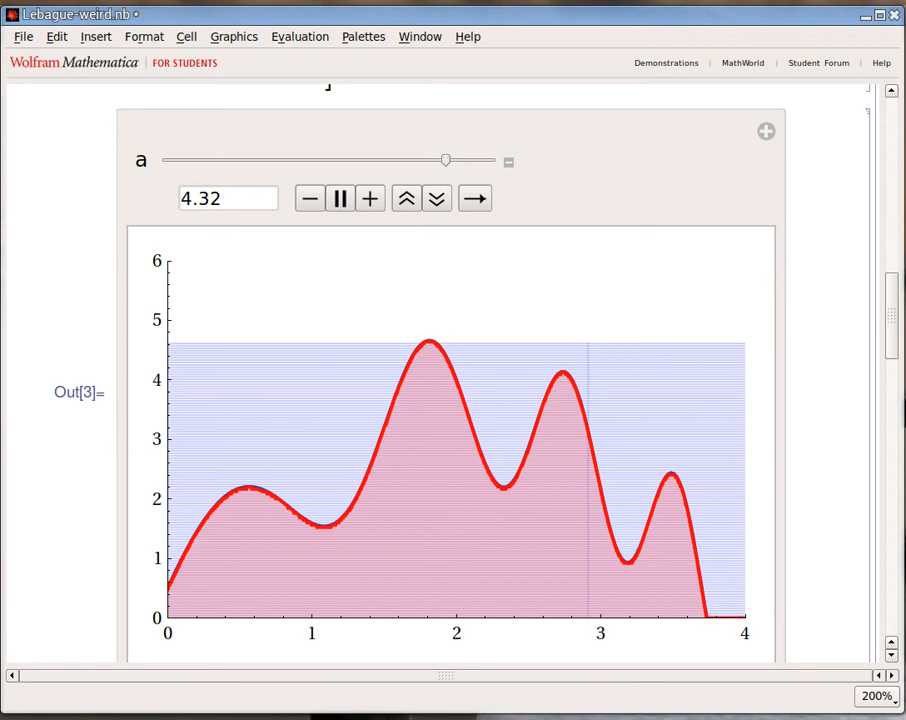 Lebague-weird.nb *
File Edit Insert Format Cell Graphics Evaluation Palettes Window Help
Wolfram Mathematica | FOR STUDENTS Demonstrations | MathWorld | Student Forum | Help
]
a
4.32
6
5
4
Out[3]=
3
2
1
0
0 1 2 3 4
200%